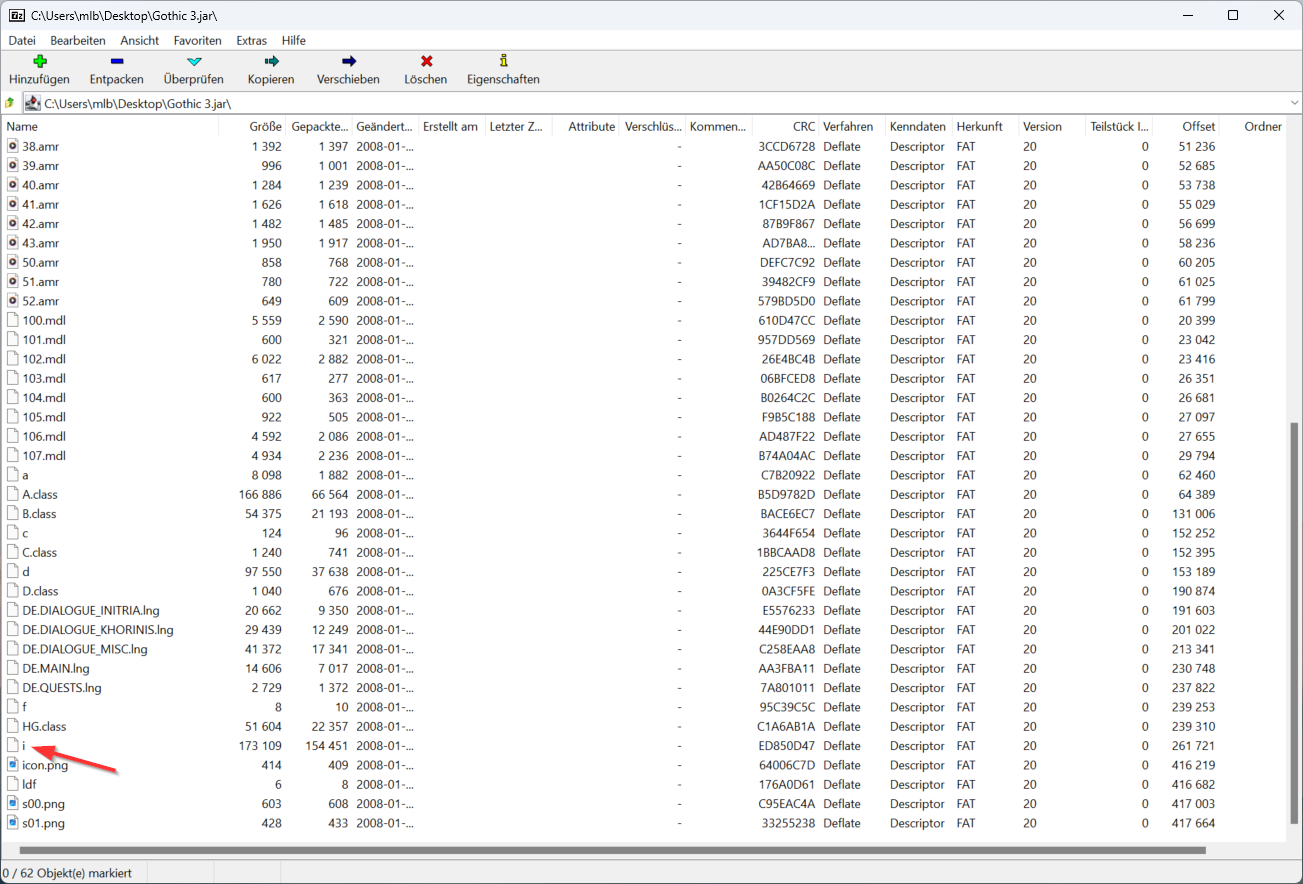 C:\Users\mlb\Desktop\Gothic 3.jar\
Datei Bearbeiten Ansicht Favoriten Extras Hilfe
Hinzufügen Entpacken Überprüfen Kopieren Verschieben Löschen Eigenschaften
C:\Users\mlb\Desktop\Gothic 3.jar\
Name Größe Gepackte... Geändert... Erstellt am Letzter Z... Attribute Verschlüs... Kommen... CRC Verfahren Kenndaten Herkunft Version Teilstück I... Offset Ordner
38.amr 1 392 1 397 2008-01-... - 3CCD6728 Deflate Descriptor FAT 20 0 51 236
39.amr 996 1 001 2008-01-... - AA50C08C Deflate Descriptor FAT 20 0 52 685
40.amr 1 284 1 239 2008-01-... - 42B64669 Deflate Descriptor FAT 20 0 53 738
41.amr 1 626 1 618 2008-01-... - 1CF15D2A Deflate Descriptor FAT 20 0 55 029
42.amr 1 482 1 485 2008-01-... - 87B9F867 Deflate Descriptor FAT 20 0 56 699
43.amr 1 950 1 917 2008-01-... - AD7BA8... Deflate Descriptor FAT 20 0 58 236
50.amr 858 768 2008-01-... - DEFC7C92 Deflate Descriptor FAT 20 0 60 205
51.amr 780 722 2008-01-... - 39482CF9 Deflate Descriptor FAT 20 0 61 025
52.amr 649 609 2008-01-... - 579BD5D0 Deflate Descriptor FAT 20 0 61 799
100.mdl 5 559 2 590 2008-01-... - 610D47CC Deflate Descriptor FAT 20 0 20 399
101.mdl 600 321 2008-01-... - 957DD569 Deflate Descriptor FAT 20 0 23 042
102.mdl 6 022 2 882 2008-01-... - 26E4BC4B Deflate Descriptor FAT 20 0 23 416
103.mdl 617 277 2008-01-... - 06BFCED8 Deflate Descriptor FAT 20 0 26 351
104.mdl 600 363 2008-01-... - B0264C2C Deflate Descriptor FAT 20 0 26 681
105.mdl 922 505 2008-01-... - F9B5C188 Deflate Descriptor FAT 20 0 27 097
106.mdl 4 592 2 086 2008-01-... - AD487F22 Deflate Descriptor FAT 20 0 27 655
107.mdl 4 934 2 236 2008-01-... - B74A04AC Deflate Descriptor FAT 20 0 29 794
a 8 098 1 882 2008-01-... - C7B20922 Deflate Descriptor FAT 20 0 62 460
A.class 166 886 66 564 2008-01-... - B5D9782D Deflate Descriptor FAT 20 0 64 389
B.class 54 375 21 193 2008-01-... - BACE6EC7 Deflate Descriptor FAT 20 0 131 006
c 124 96 2008-01-... - 3644F654 Deflate Descriptor FAT 20 0 152 252
C.class 1 240 741 2008-01-... - 1BBCAAD8 Deflate Descriptor FAT 20 0 152 395
d 97 550 37 638 2008-01-... - 225CE7F3 Deflate Descriptor FAT 20 0 153 189
D.class 1 040 676 2008-01-... - 0A3CF5FE Deflate Descriptor FAT 20 0 190 874
DE.DIALOGUE_INITRIA.lng 20 662 9 350 2008-01-... - E5576233 Deflate Descriptor FAT 20 0 191 603
DE.DIALOGUE_KHORINIS.lng 29 439 12 249 2008-01-... - 44E90DD1 Deflate Descriptor FAT 20 0 201 022
DE.DIALOGUE_MISC.lng 41 372 17 341 2008-01-... - C258EAA8 Deflate Descriptor FAT 20 0 213 341
DE.MAIN.lng 14 606 7 017 2008-01-... - AA3FBA11 Deflate Descriptor FAT 20 0 230 748
DE.QUESTS.lng 2 729 1 372 2008-01-... - 7A801011 Deflate Descriptor FAT 20 0 237 822
f 8 10 2008-01-... - 95C39C5C Deflate Descriptor FAT 20 0 239 253
HG.class 51 604 22 357 2008-01-... - C1A6AB1A Deflate Descriptor FAT 20 0 239 310
i 173 109 154 451 2008-01-... - ED850D47 Deflate Descriptor FAT 20 0 261 721
icon.png 414 409 2008-01-... - 64006C7D Deflate Descriptor FAT 20 0 416 219
ldf 6 8 2008-01-... - 176A0D61 Deflate Descriptor FAT 20 0 416 682
s00.png 603 608 2008-01-... - C95EAC4A Deflate Descriptor FAT 20 0 417 003
s01.png 428 433 2008-01-... - 33255238 Deflate Descriptor FAT 20 0 417 664
0 / 62 Objekt(e) markiert